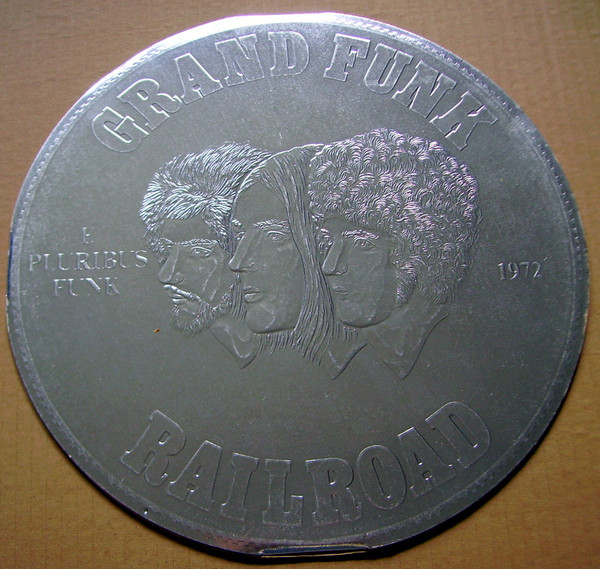 GRAND FUNK
E
PLURIBUS
FUNK
1972
RAILROAD